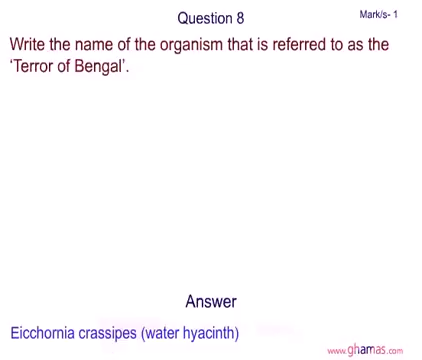 Question 8
Mark/s- 1
Write the name of the organism that is referred to as the
‘Terror of Bengal’.
Answer
Eicchornia crassipes (water hyacinth)
www.ghamas.com